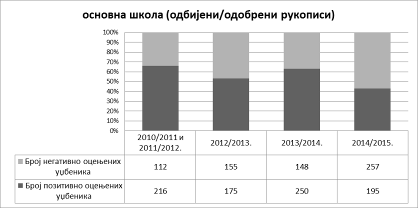 основна школа (одбијени/одобрени рукописи)
100%
90%
80%
70%
60%
50%
40%
30%
20%
10%
0%
2010/2011 и 2011/2012. 2012/2013. 2013/2014. 2014/2015.
Број негативно оцењених уџбеника 112 155 148 257
Број позитивно оцењених уџбеника 216 175 250 195